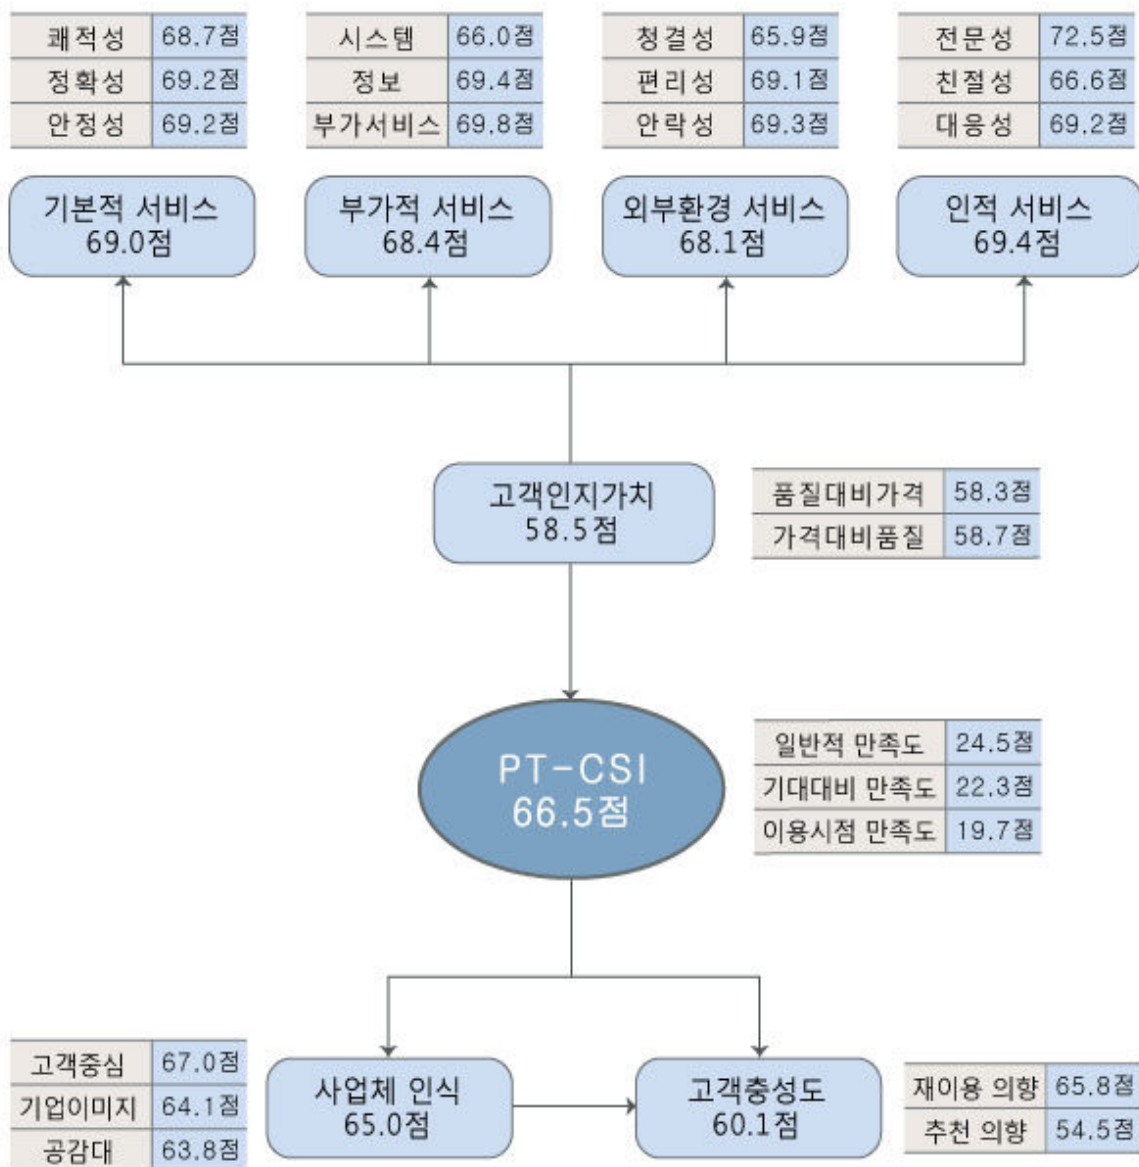 쾌적성 68.7점
정확성 69.2점
안정성 69.2점
시스템 66.0점
정보 69.4점
부가서비스 69.8점
청결성 65.9점
편리성 69.1점
안락성 69.3점
전문성 72.5점
친절성 66.6점
대응성 69.2점
기본적 서비스
69.0점
부가적 서비스
68.4점
외부환경 서비스
68.1점
인적 서비스
69.4점
고객인지가치
58.5점
품질대비가격 58.3점
가격대비품질 58.7점
PT-CSI
66.5점
일반적 만족도 24.5점
기대대비 만족도 22.3점
이용시점 만족도 19.7점
고객중심 67.0점
기업이미지 64.1점
공감대 63.8점
사업체 인식
65.0점
고객충성도
60.1점
재이용 의향 65.8점
추천 의향 54.5점